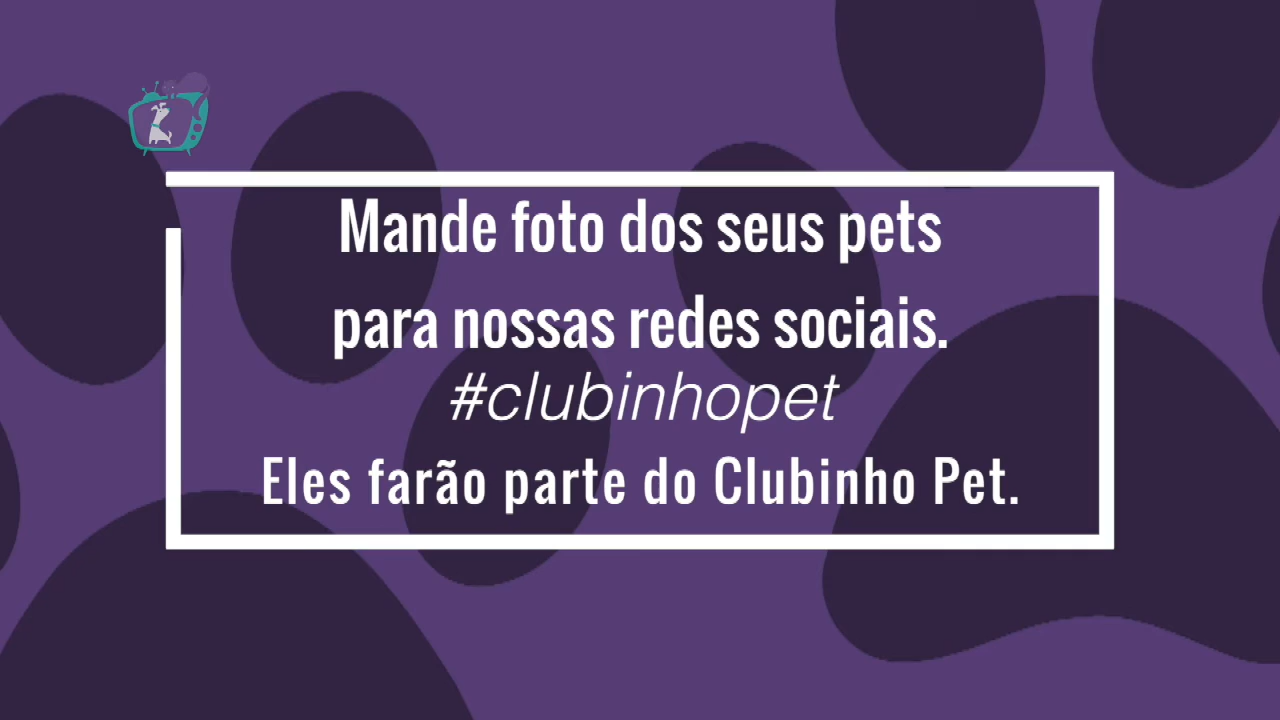 Mande foto dos seus pets
para nossas redes sociais.
#clubinhopet
Eles farão parte do Clubinho Pet.